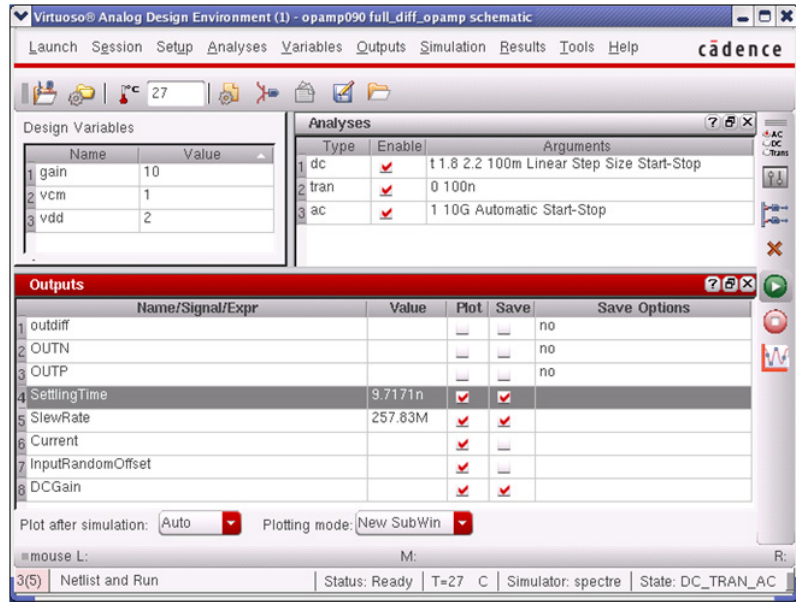 Virtuoso® Analog Design Environment (1) - opamp090 full_diff_opamp schematic
Launch Session Setup Analyses Variables Outputs Simulation Results Tools Help cādence
°C 27
Design Variables
Name Value
1 gain 10
2 vcm 1
3 vdd 2
Analyses
Type Enable Arguments
1 dc t 1.8 2.2 100m Linear Step Size Start-Stop
2 tran 0 100n
3 ac 1 10G Automatic Start-Stop
AC
DC
Trans
Outputs
Name/Signal/Expr Value Plot Save Save Options
1 outdiff no
2 OUTN no
3 OUTP no
4 SettlingTime 9.7171n
5 SlewRate 257.83M
6 Current
7 InputRandomOffset
8 DCGain
Plot after simulation: Auto Plotting mode: New SubWin
mouse L: M: R:
3(5) Netlist and Run Status: Ready T=27 C Simulator: spectre State: DC_TRAN_AC